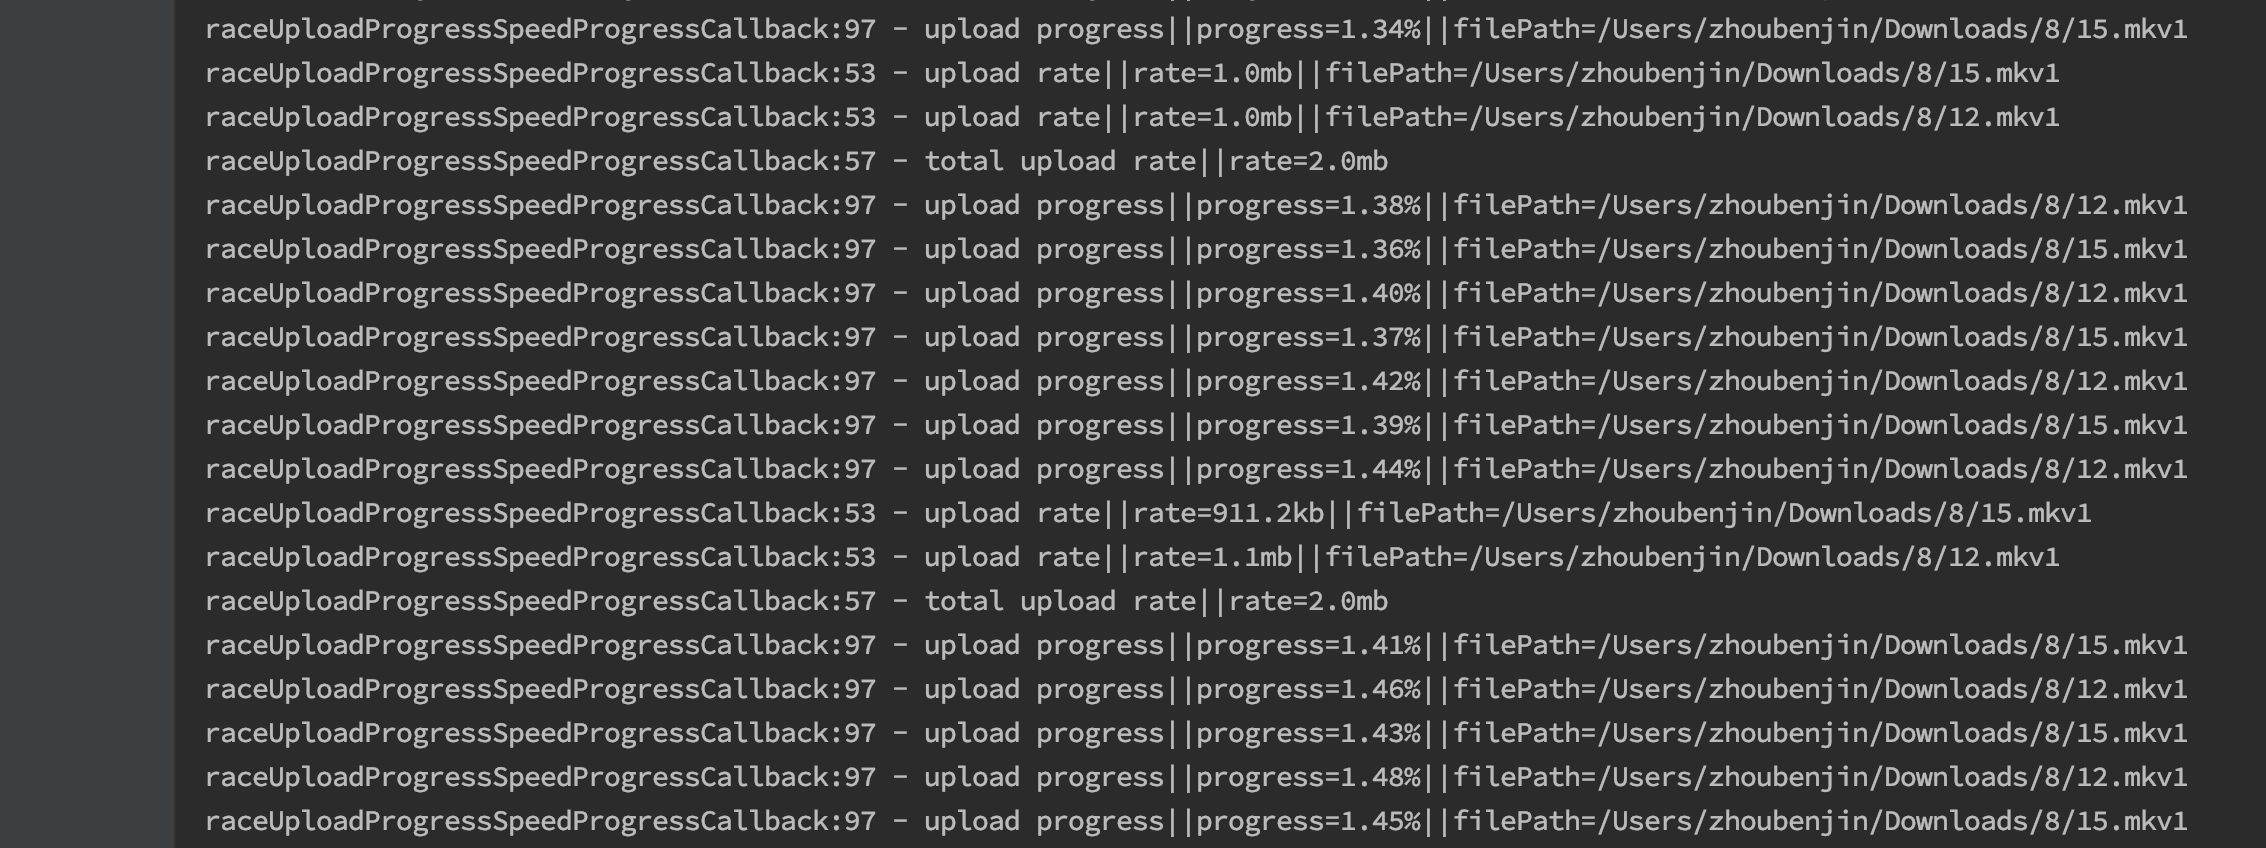 raceUploadProgressSpeedProgressCallback:97 - upload progress||progress=1.34%||filePath=/Users/zhoubenjin/Downloads/8/15.mkv1
raceUploadProgressSpeedProgressCallback:53 - upload rate||rate=1.0mb||filePath=/Users/zhoubenjin/Downloads/8/15.mkv1
raceUploadProgressSpeedProgressCallback:53 - upload rate||rate=1.0mb||filePath=/Users/zhoubenjin/Downloads/8/12.mkv1
raceUploadProgressSpeedProgressCallback:57 - total upload rate||rate=2.0mb
raceUploadProgressSpeedProgressCallback:97 - upload progress||progress=1.38%||filePath=/Users/zhoubenjin/Downloads/8/12.mkv1
raceUploadProgressSpeedProgressCallback:97 - upload progress||progress=1.36%||filePath=/Users/zhoubenjin/Downloads/8/15.mkv1
raceUploadProgressSpeedProgressCallback:97 - upload progress||progress=1.40%||filePath=/Users/zhoubenjin/Downloads/8/12.mkv1
raceUploadProgressSpeedProgressCallback:97 - upload progress||progress=1.37%||filePath=/Users/zhoubenjin/Downloads/8/15.mkv1
raceUploadProgressSpeedProgressCallback:97 - upload progress||progress=1.42%||filePath=/Users/zhoubenjin/Downloads/8/12.mkv1
raceUploadProgressSpeedProgressCallback:97 - upload progress||progress=1.39%||filePath=/Users/zhoubenjin/Downloads/8/15.mkv1
raceUploadProgressSpeedProgressCallback:97 - upload progress||progress=1.44%||filePath=/Users/zhoubenjin/Downloads/8/12.mkv1
raceUploadProgressSpeedProgressCallback:53 - upload rate||rate=911.2kb||filePath=/Users/zhoubenjin/Downloads/8/15.mkv1
raceUploadProgressSpeedProgressCallback:53 - upload rate||rate=1.1mb||filePath=/Users/zhoubenjin/Downloads/8/12.mkv1
raceUploadProgressSpeedProgressCallback:57 - total upload rate||rate=2.0mb
raceUploadProgressSpeedProgressCallback:97 - upload progress||progress=1.41%||filePath=/Users/zhoubenjin/Downloads/8/15.mkv1
raceUploadProgressSpeedProgressCallback:97 - upload progress||progress=1.46%||filePath=/Users/zhoubenjin/Downloads/8/12.mkv1
raceUploadProgressSpeedProgressCallback:97 - upload progress||progress=1.43%||filePath=/Users/zhoubenjin/Downloads/8/15.mkv1
raceUploadProgressSpeedProgressCallback:97 - upload progress||progress=1.48%||filePath=/Users/zhoubenjin/Downloads/8/12.mkv1
raceUploadProgressSpeedProgressCallback:97 - upload progress||progress=1.45%||filePath=/Users/zhoubenjin/Downloads/8/15.mkv1